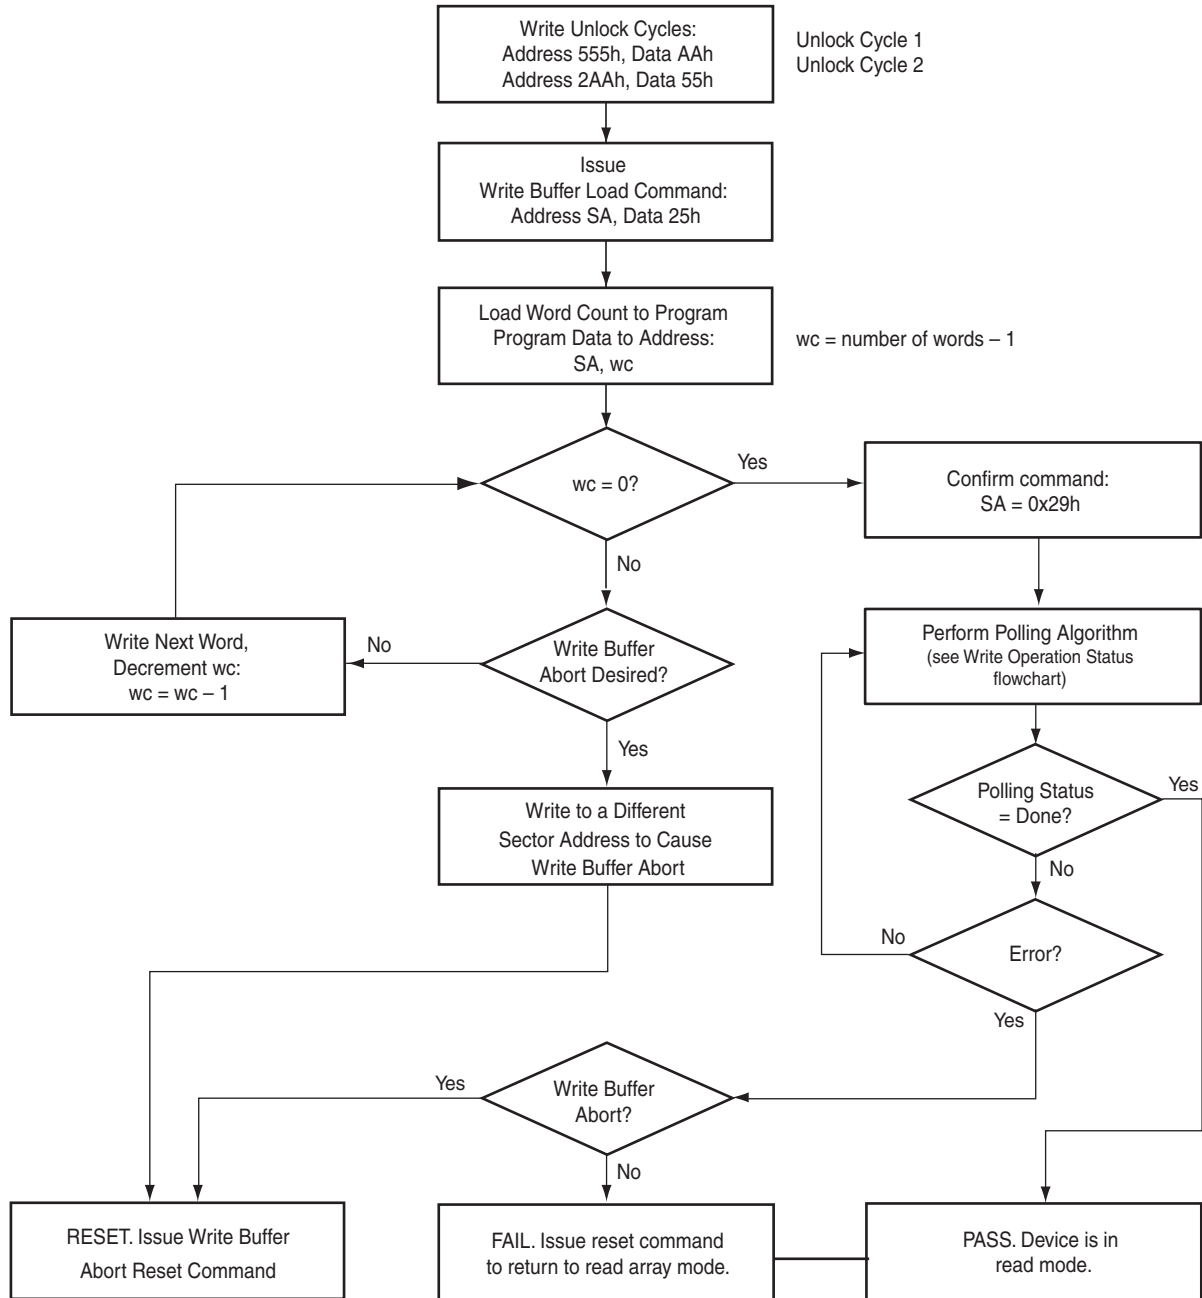 Write Unlock Cycles:
Address 555h, Data AAh
Address 2AAh, Data 55h
Unlock Cycle 1
Unlock Cycle 2
Issue
Write Buffer Load Command:
Address SA, Data 25h
Load Word Count to Program
Program Data to Address:
SA, wc
wc = number of words – 1
wc = 0?
Yes
Confirm command:
SA = 0x29h
No
Write Next Word,
Decrement wc:
wc = wc – 1
No
Write Buffer
Abort Desired?
Perform Polling Algorithm
(see Write Operation Status
flowchart)
Yes
Write to a Different
Sector Address to Cause
Write Buffer Abort
Polling Status
= Done?
Yes
No
Error?
No
Yes
Write Buffer
Abort?
Yes
No
RESET. Issue Write Buffer
Abort Reset Command
FAIL. Issue reset command
to return to read array mode.
PASS. Device is in
read mode.